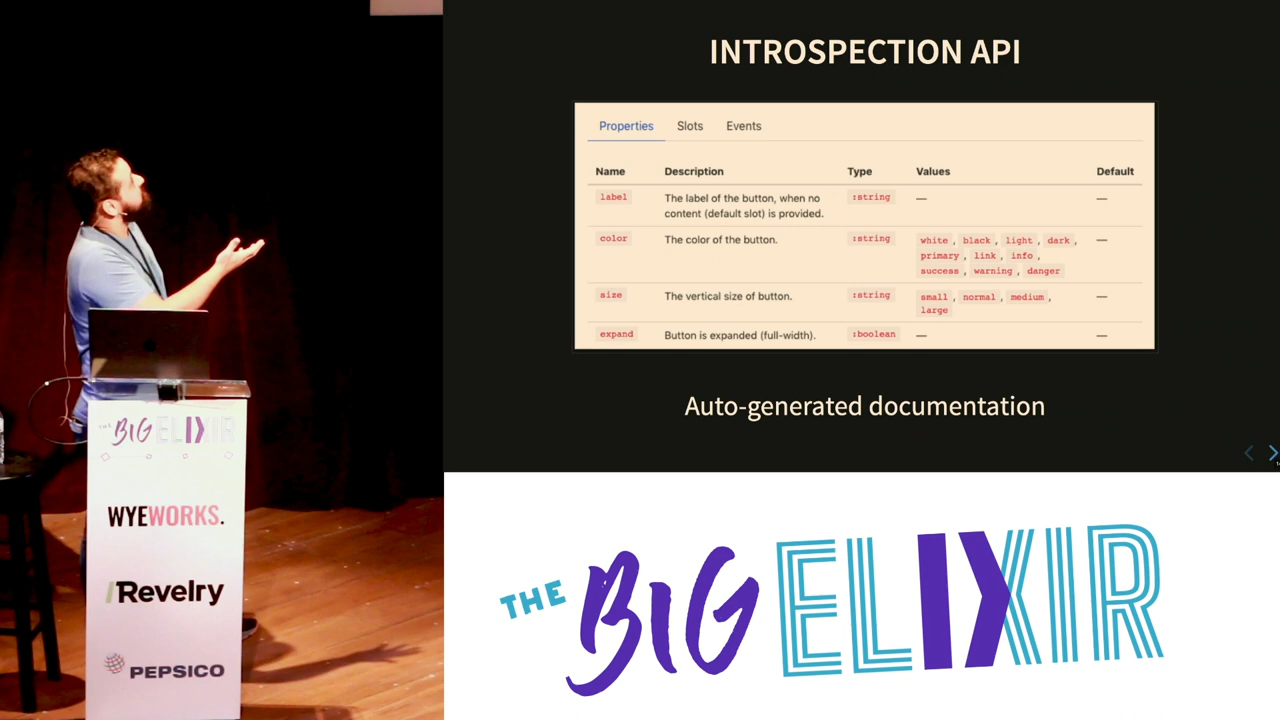 INTROSPECTION API
Properties Slots Events
Name Description Type Values Default
label The label of the button, when no content (default slot) is provided. :string — —
color The color of the button. :string white , black , light , dark , primary , link , info , success , warning , danger —
size The vertical size of button. :string small , normal , medium , large —
expand Button is expanded (full-width). :boolean — —
Auto-generated documentation
THE BIG ELIXIR
WYEWORKS.
Revelry
PEPSICO
THE BIG ELIXIR